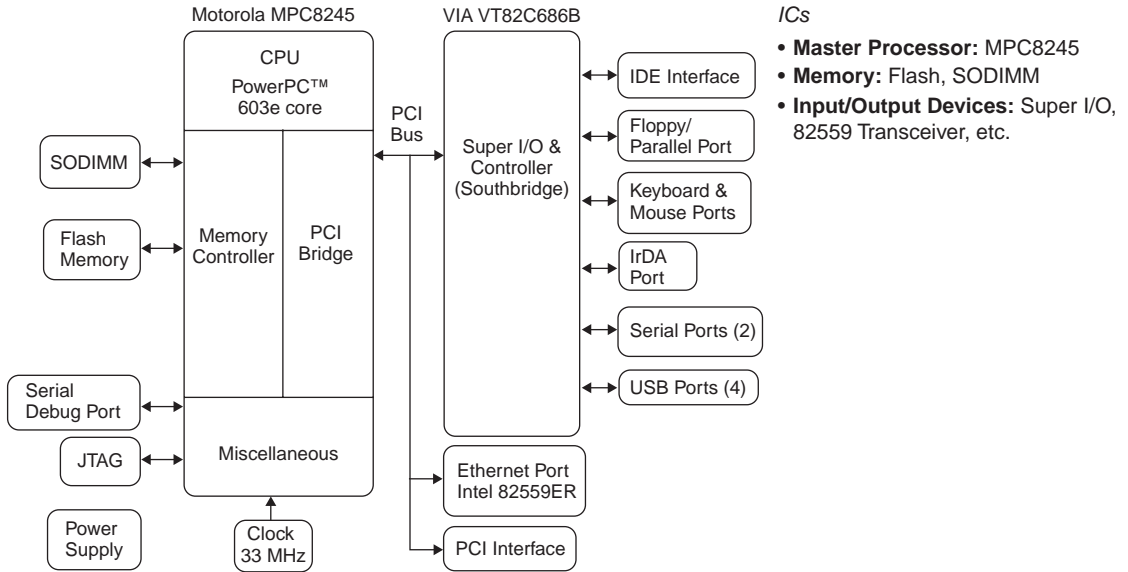 Motorola MPC8245
CPU
PowerPC™
603e core
Memory
Controller
PCI
Bridge
Miscellaneous
SODIMM
Flash
Memory
Serial
Debug Port
JTAG
Power
Supply
Clock
33 MHz
PCI
Bus
VIA VT82C686B
Super I/O &
Controller
(Southbridge)
IDE Interface
Floppy/
Parallel Port
Keyboard &
Mouse Ports
IrDA
Port
Serial Ports (2)
USB Ports (4)
Ethernet Port
Intel 82559ER
PCI Interface
ICs
• Master Processor: MPC8245
• Memory: Flash, SODIMM
• Input/Output Devices: Super I/O,
82559 Transceiver, etc.